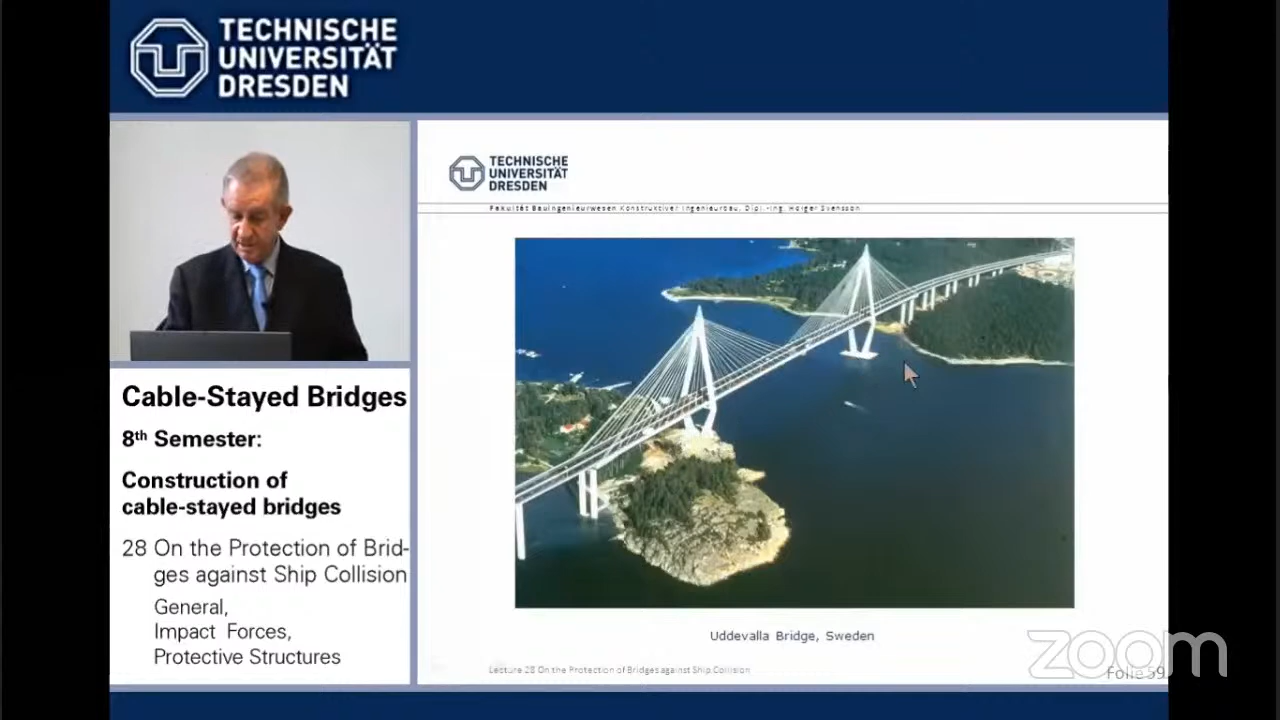 TECHNISCHE
UNIVERSITÄT
DRESDEN
Cable-Stayed Bridges
8th Semester:
Construction of
cable-stayed bridges
28 On the Protection of Brid-
ges against Ship Collision
General,
Impact Forces,
Protective Structures
TECHNISCHE
UNIVERSITÄT
DRESDEN
Fakultät Bauingenieurwesen Konstruktiver Ingenieurbau, Dipl.-Ing. Holger Svensson
Uddevalla Bridge, Sweden
Lecture 28 On the Protection of Bridges against Ship Collision
Folie 59
zoom